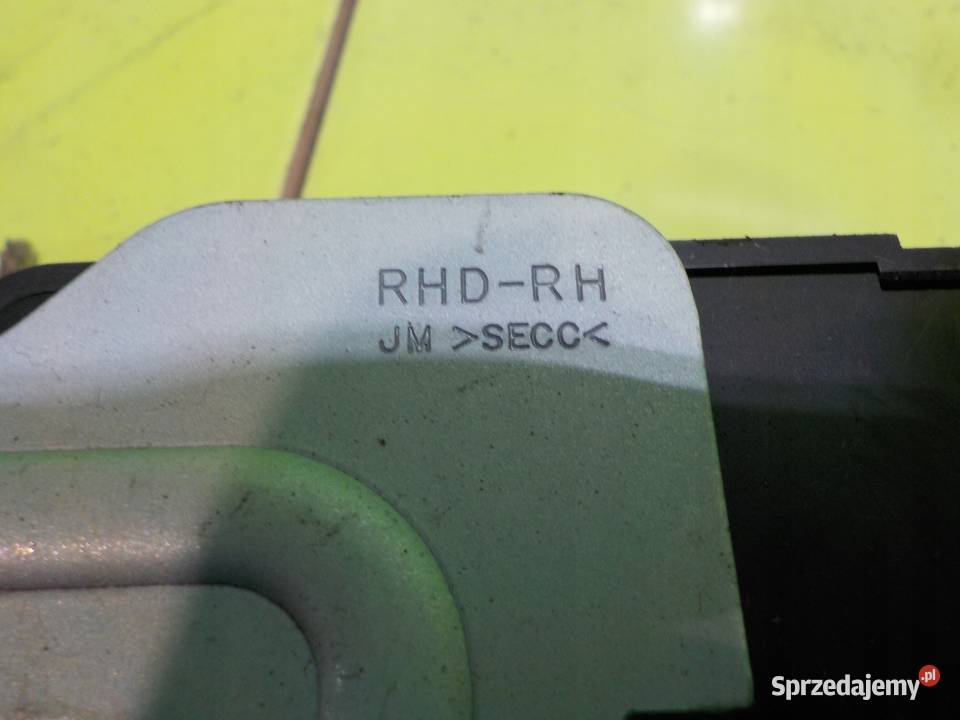 RHD-RH
JM >SECC<
Sprzedajemy.pl